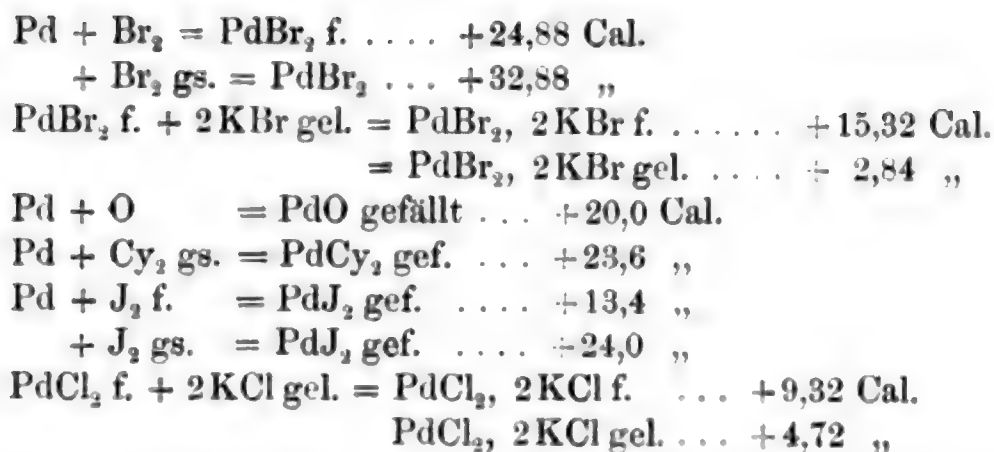 Pd + Br₂ = PdBr₂ f. .... +24,88 Cal.
+ Br₂ gs. = PdBr₂ ... +32,88 „
PdBr₂ f. + 2KBr gel. = PdBr₂, 2KBr f. ...... +15,32 Cal.
= PdBr₂, 2KBr gel. .... + 2,84 „
Pd + O = PdO gefällt ... +20,0 Cal.
Pd + Cy₂ gs. = PdCy₂ gef. ... +23,6 „
Pd + J₂ f. = PdJ₂ gef. .... +13,4 „
+ J₂ gs. = PdJ₂ gef. .... +24,0 „
PdCl₂ f. + 2KCl gel. = PdCl₂, 2KCl f. ... +9,32 Cal.
PdCl₂, 2KCl gel. ... +4,72 „